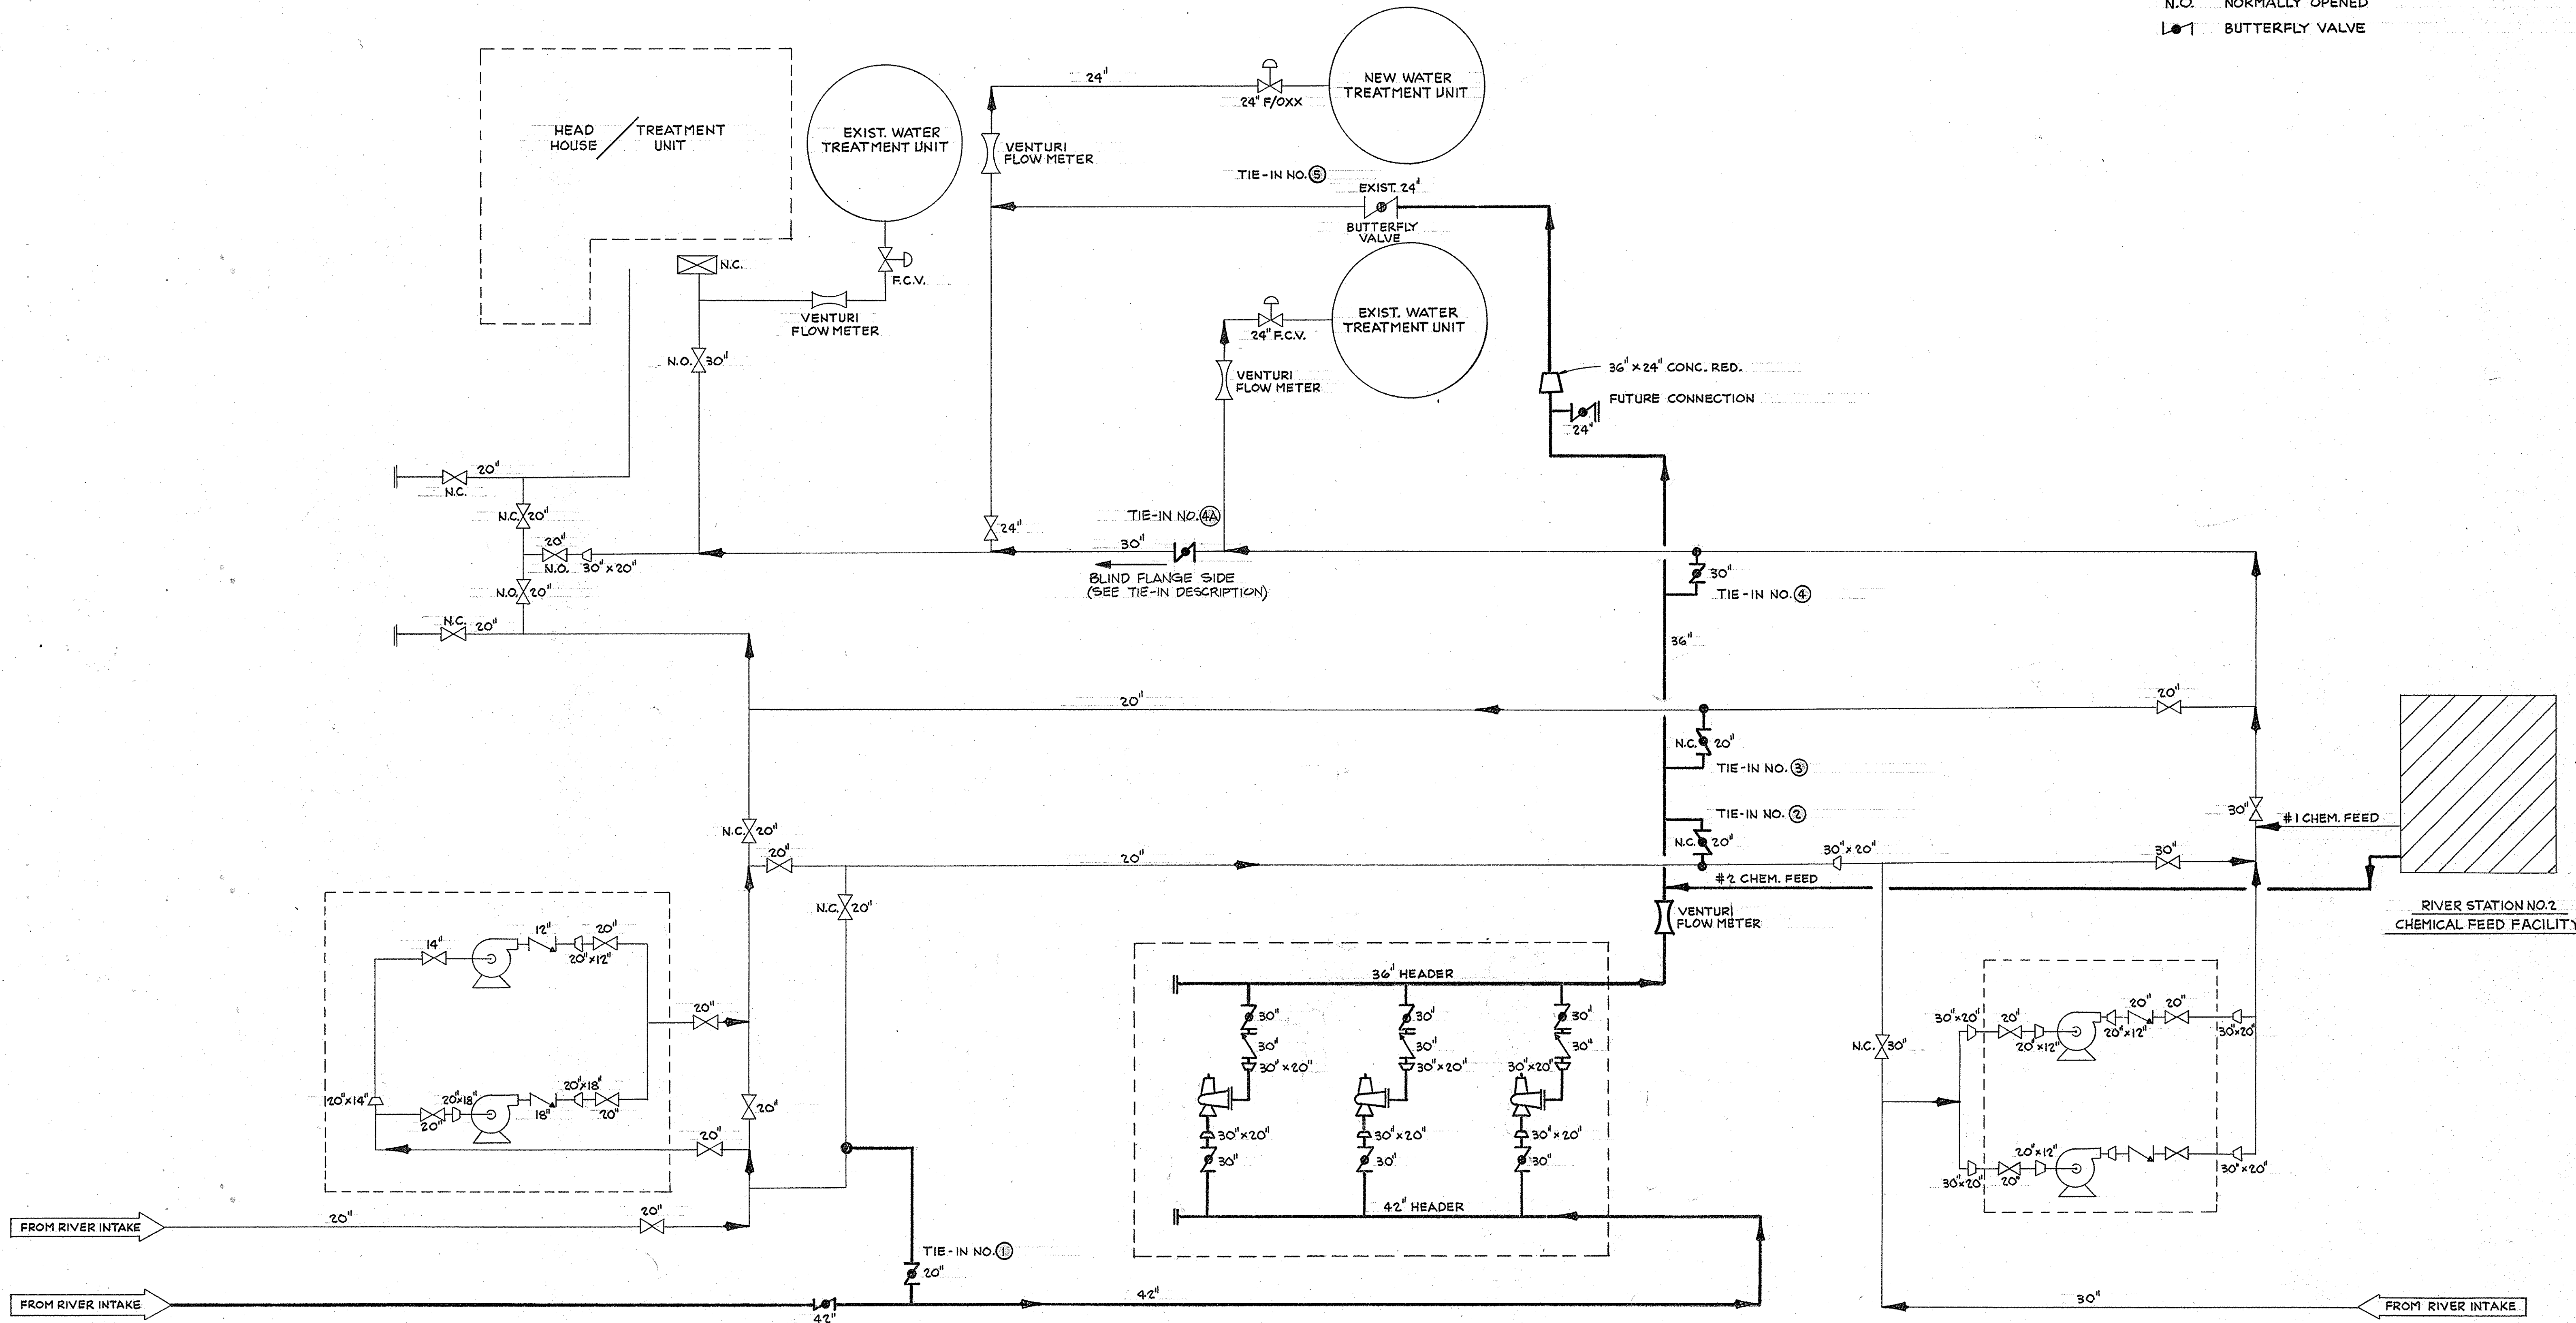 N.O. NORMALLY OPENED
BUTTERFLY VALVE
HEAD HOUSE / TREATMENT UNIT
EXIST. WATER
TREATMENT UNIT
24"
24" F/OXX
NEW WATER
TREATMENT UNIT
VENTURI
FLOW METER
TIE-IN NO. 5
EXIST. 24"
BUTTERFLY
VALVE
N.C.
F.C.V.
VENTURI
FLOW METER
N.O. 30"
24" F.C.V.
EXIST. WATER
TREATMENT UNIT
VENTURI
FLOW METER
36" x 24" CONC. RED.
FUTURE CONNECTION
24"
20"
N.C.
N.C. 20"
20"
N.O.
30" x 20"
N.O. 20"
N.C. 20"
24"
TIE-IN NO. 4A
30"
BLIND FLANGE SIDE
(SEE TIE-IN DESCRIPTION)
30"
TIE-IN NO. 4
36"
20"
20"
N.C. 20"
TIE-IN NO. 3
TIE-IN NO. 2
N.C. 20"
N.C. 20"
20"
20"
30" x 20"
30"
30"
#1 CHEM. FEED
#2 CHEM. FEED
RIVER STATION NO. 2
CHEMICAL FEED FACILITY
N.C. 20"
VENTURI
FLOW METER
14"
12"
20"
20" x 12"
20"
20" x 14"
20"
20" x 18"
20" x 18"
18"
20"
20"
20"
36" HEADER
30"
30"
30"
30"
30"
30"
30" x 20"
30" x 20"
30" x 20"
30" x 20"
30" x 20"
30" x 20"
30"
30"
30"
42" HEADER
N.C. 30"
30" x 20"
20"
20" x 12"
20"
20" x 12"
20"
30" x 20"
30" x 20"
20"
20" x 12"
30" x 20"
FROM RIVER INTAKE
20"
20"
TIE-IN NO. 1
20"
FROM RIVER INTAKE
42"
42"
30"
FROM RIVER INTAKE